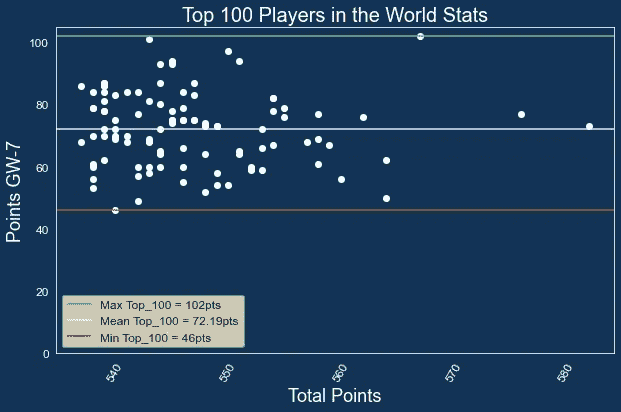 Top 100 Players in the World Stats
100
80
60
40
20
0
Points GW-7
Max Top_100 = 102pts
Mean Top_100 = 72.19pts
Min Top_100 = 46pts
540
550
560
570
580
Total Points